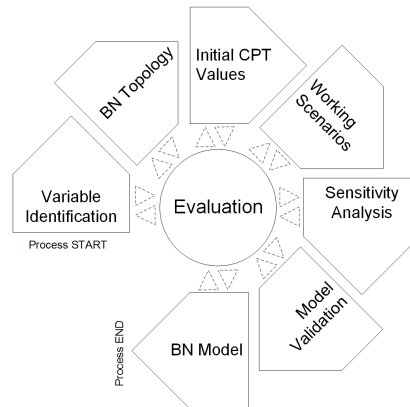 Variable
Identification
Process START
BN Topology
Initial CPT
Values
Working
Scenarios
Sensitivity
Analysis
Model
Validation
BN Model
Process END
Evaluation